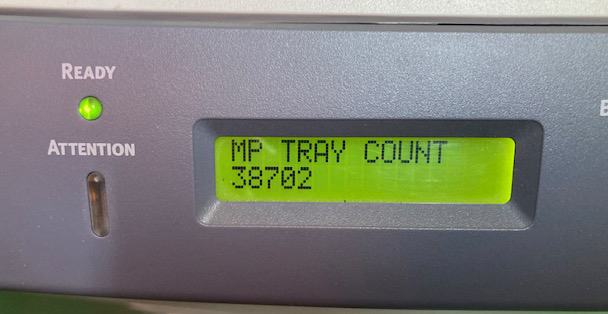 READY
ATTENTION
MP TRAY COUNT
38702